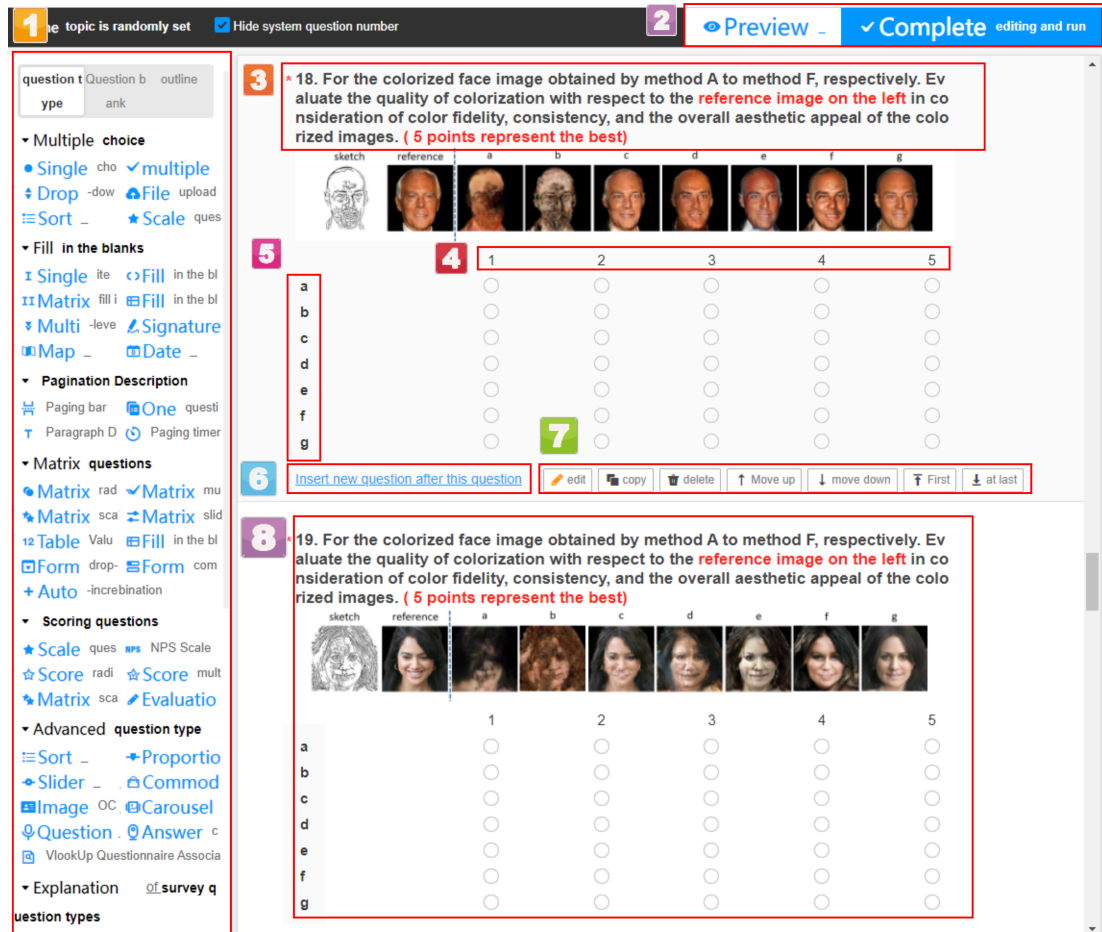 1
ne topic is randomly set
Hide system question number
2
Preview _
Complete editing and run
question t
ype
Question b
ank
outline
Multiple choice
Single cho multiple
Drop -dow File upload
Sort _ Scale ques
Fill in the blanks
Single ite Fill in the bl
Matrix fill i Fill in the bl
Multi -leve Signature
Map _ Date _
Pagination Description
Paging bar One questi
Paragraph D Paging timer
Matrix questions
Matrix rad Matrix mu
Matrix sca Matrix slid
12 Table Valu Fill in the bl
Form drop- Form com
+ Auto -increbination
Scoring questions
Scale ques NPS NPS Scale
Score radi Score mult
Matrix sca Evaluatio
Advanced question type
Sort _ Proportio
Slider _ Commod
Image OC Carousel
Question . Answer c
VlookUp Questionnaire Associa
Explanation of survey q
uestion types
3
* 18. For the colorized face image obtained by method A to method F, respectively. Ev
aluate the quality of colorization with respect to the reference image on the left in co
nsideration of color fidelity, consistency, and the overall aesthetic appeal of the colo
rized images. ( 5 points represent the best)
sketch reference a b c d e f g
5
4
1 2 3 4 5
a
b
c
d
e
f
g
7
6
Insert new question after this question
edit copy delete Move up move down First at last
8
* 19. For the colorized face image obtained by method A to method F, respectively. Ev
aluate the quality of colorization with respect to the reference image on the left in co
nsideration of color fidelity, consistency, and the overall aesthetic appeal of the colo
rized images. ( 5 points represent the best)
sketch reference a b c d e f g
1 2 3 4 5
a
b
c
d
e
f
g